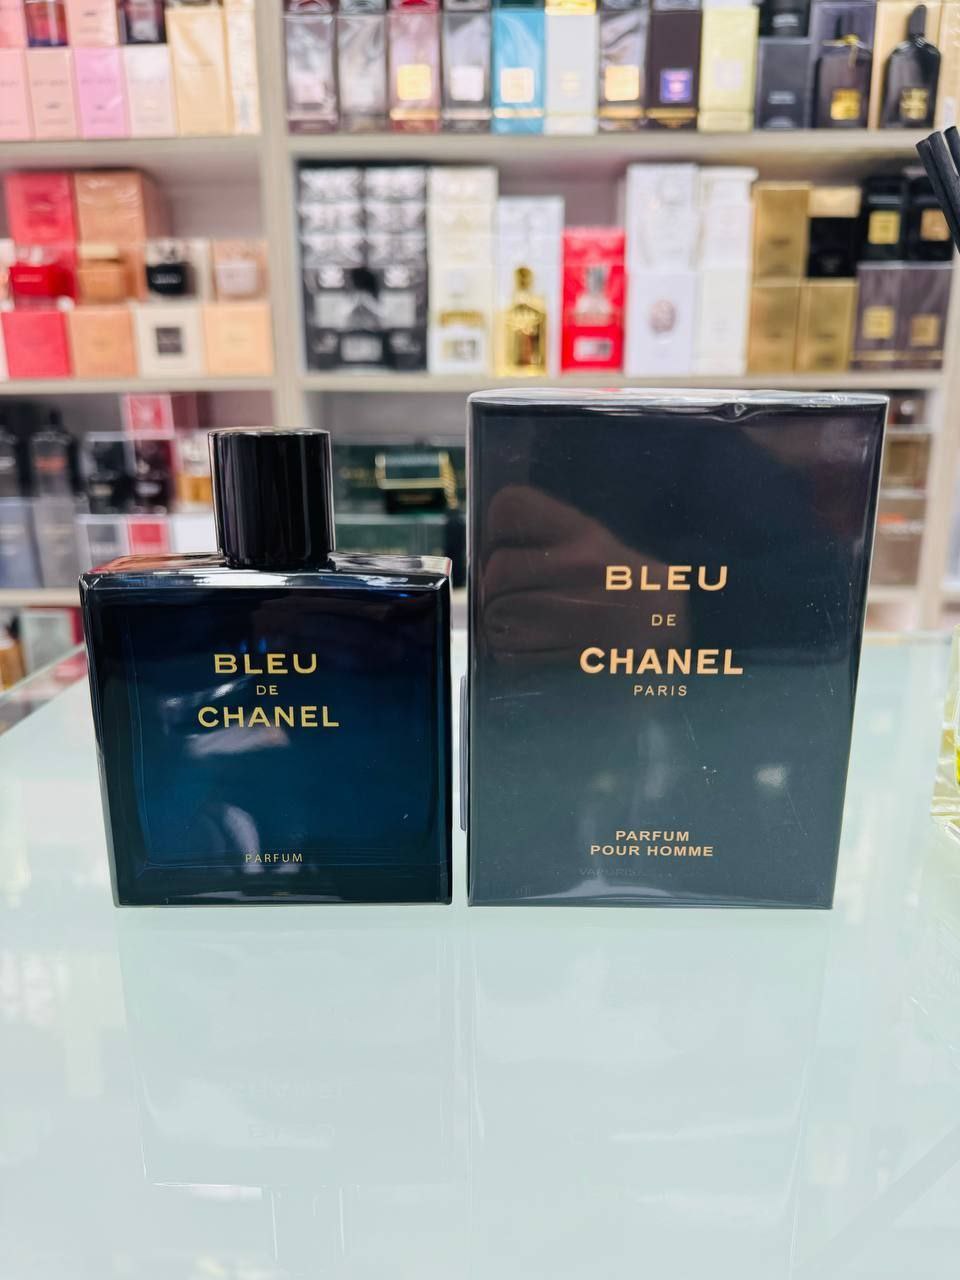 BLEU
DE
CHANEL
PARFUM
BLEU
DE
CHANEL
PARIS
PARFUM
POUR HOMME